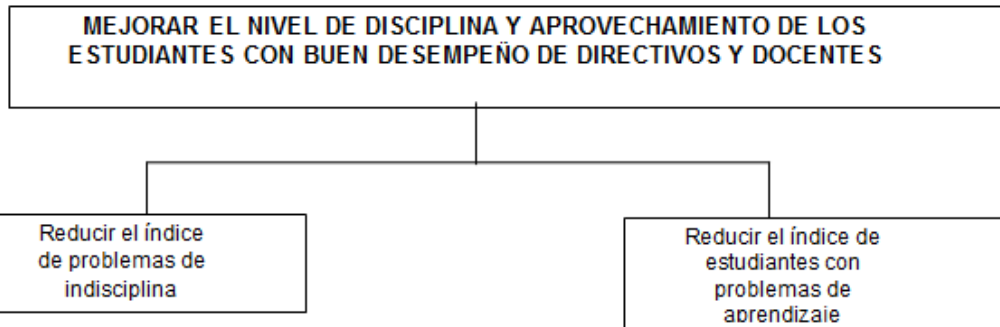 MEJORAR EL NIVEL DE DISCIPLINA Y APROVECHAMIENTO DE LOS
ESTUDIANTES CON BUEN DESEMPEÑO DE DIRECTIVOS Y DOCENTES
Reducir el índice
de problemas de
indisciplina
Reducir el índice de
estudiantes con
problemas de
aprendizaje